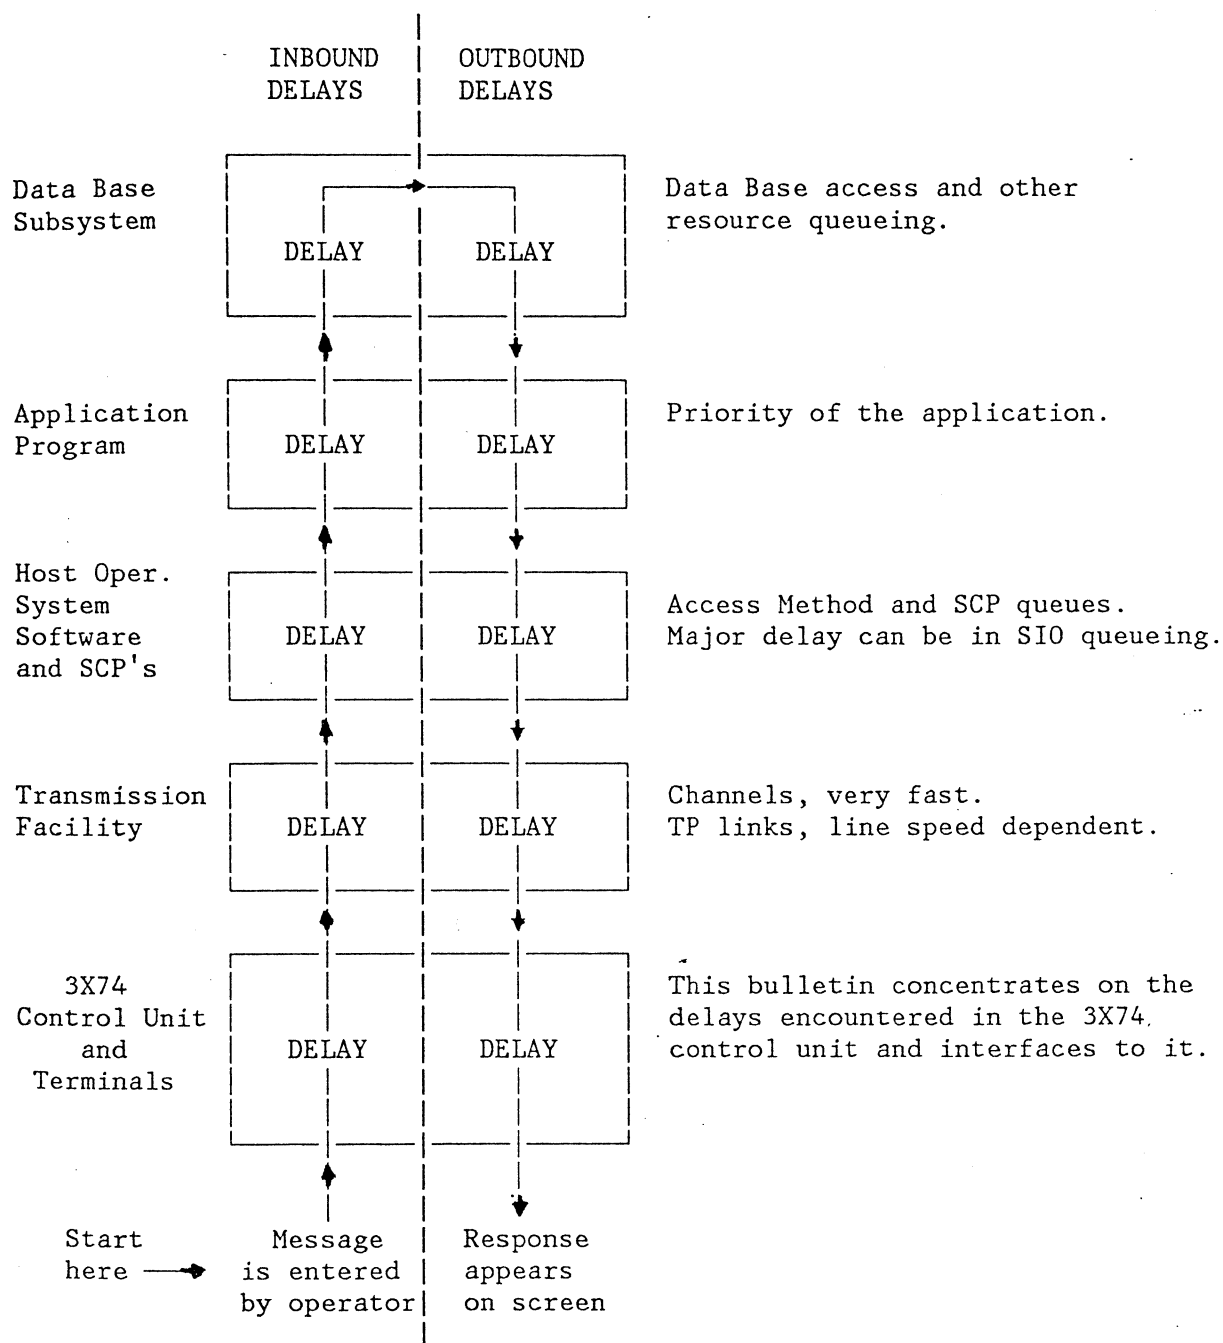 INBOUND
DELAYS
OUTBOUND
DELAYS
Data Base
Subsystem
DELAY
DELAY
Data Base access and other
resource queueing.
Application
Program
DELAY
DELAY
Priority of the application.
Host Oper.
System
Software
and SCP's
DELAY
DELAY
Access Method and SCP queues.
Major delay can be in SIO queueing.
Transmission
Facility
DELAY
DELAY
Channels, very fast.
TP links, line speed dependent.
3X74
Control Unit
and
Terminals
DELAY
DELAY
This bulletin concentrates on the
delays encountered in the 3X74
control unit and interfaces to it.
Start
here
Message
is entered
by operator
Response
appears
on screen